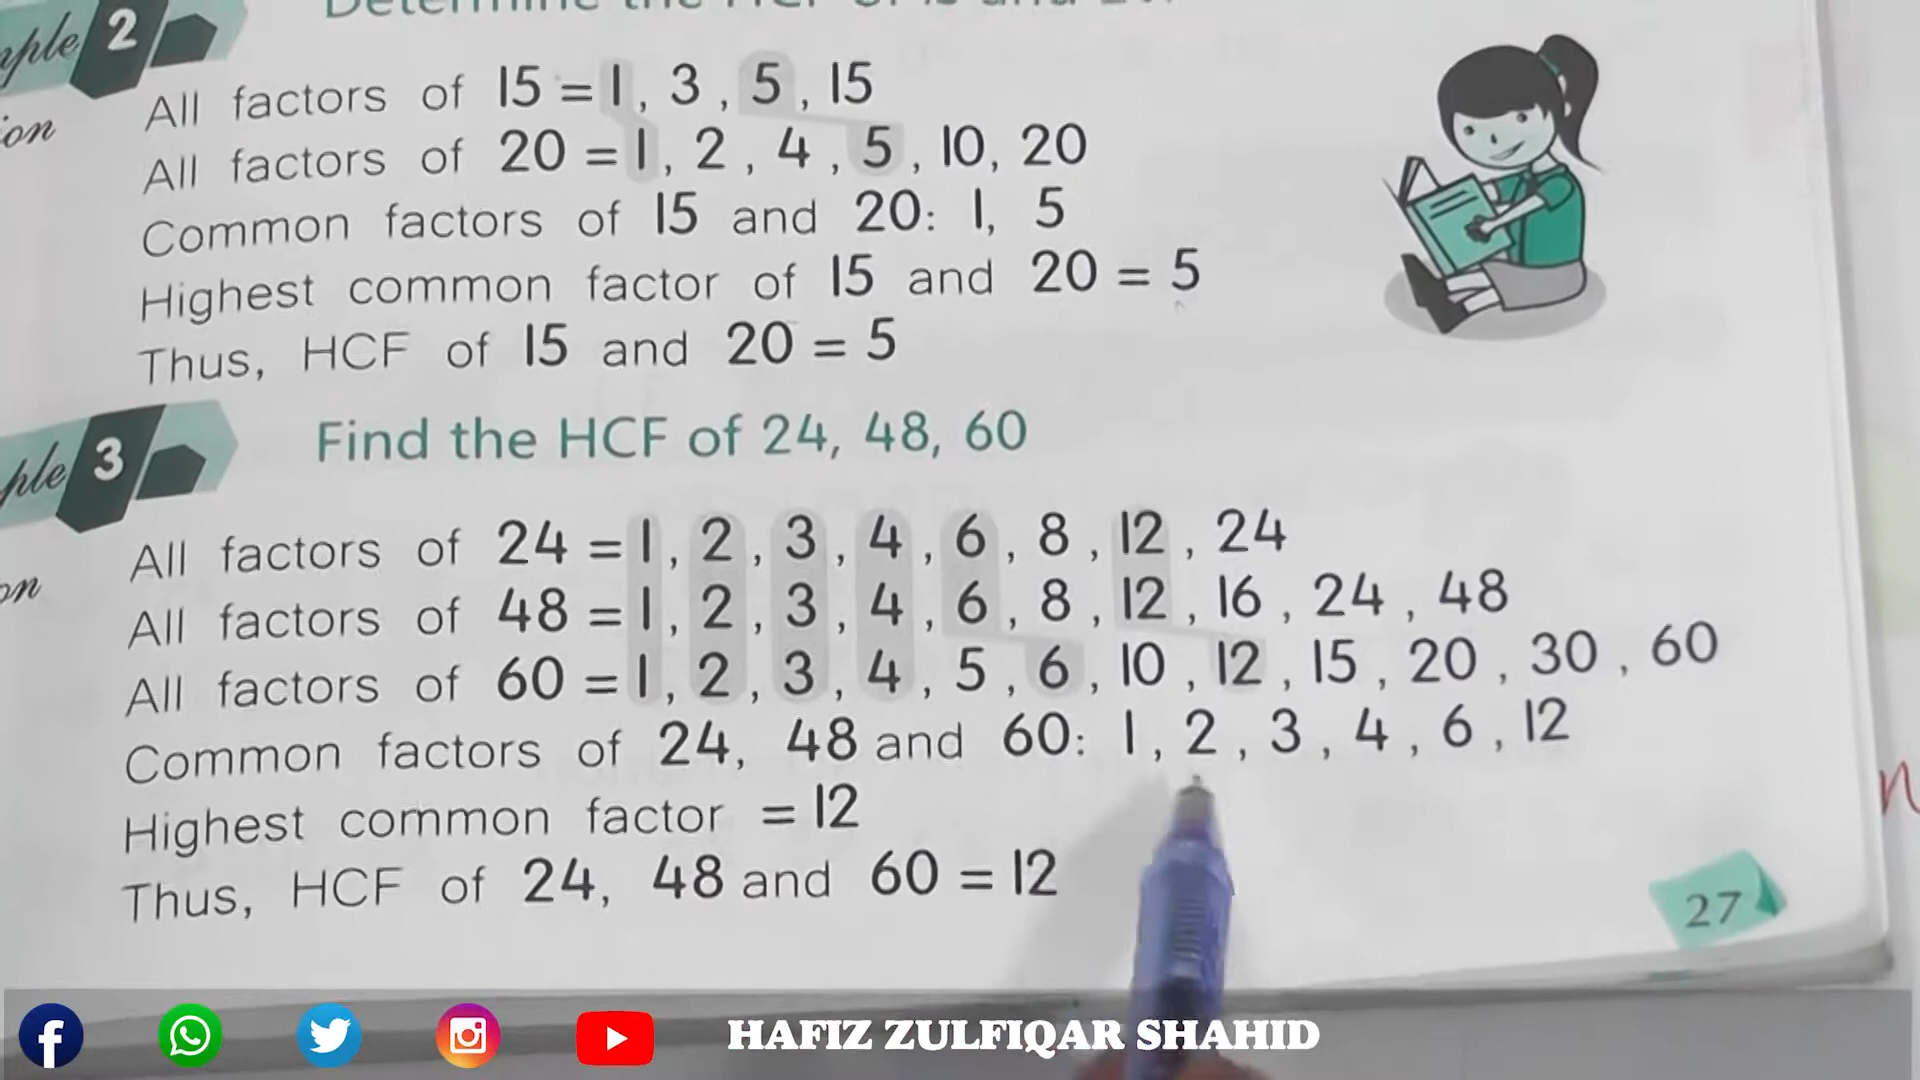 2
All factors of 15 = 1, 3, 5, 15
All factors of 20 = 1, 2, 4, 5, 10, 20
Common factors of 15 and 20: 1, 5
Highest common factor of 15 and 20 = 5
Thus, HCF of 15 and 20 = 5
3
Find the HCF of 24, 48, 60
All factors of 24 = 1, 2, 3, 4, 6, 8, 12, 24
All factors of 48 = 1, 2, 3, 4, 6, 8, 12, 16, 24, 48
All factors of 60 = 1, 2, 3, 4, 5, 6, 10, 12, 15, 20, 30, 60
Common factors of 24, 48 and 60: 1, 2, 3, 4, 6, 12
Highest common factor = 12
Thus, HCF of 24, 48 and 60 = 12
27
HAFIZ ZULFIQAR SHAHID